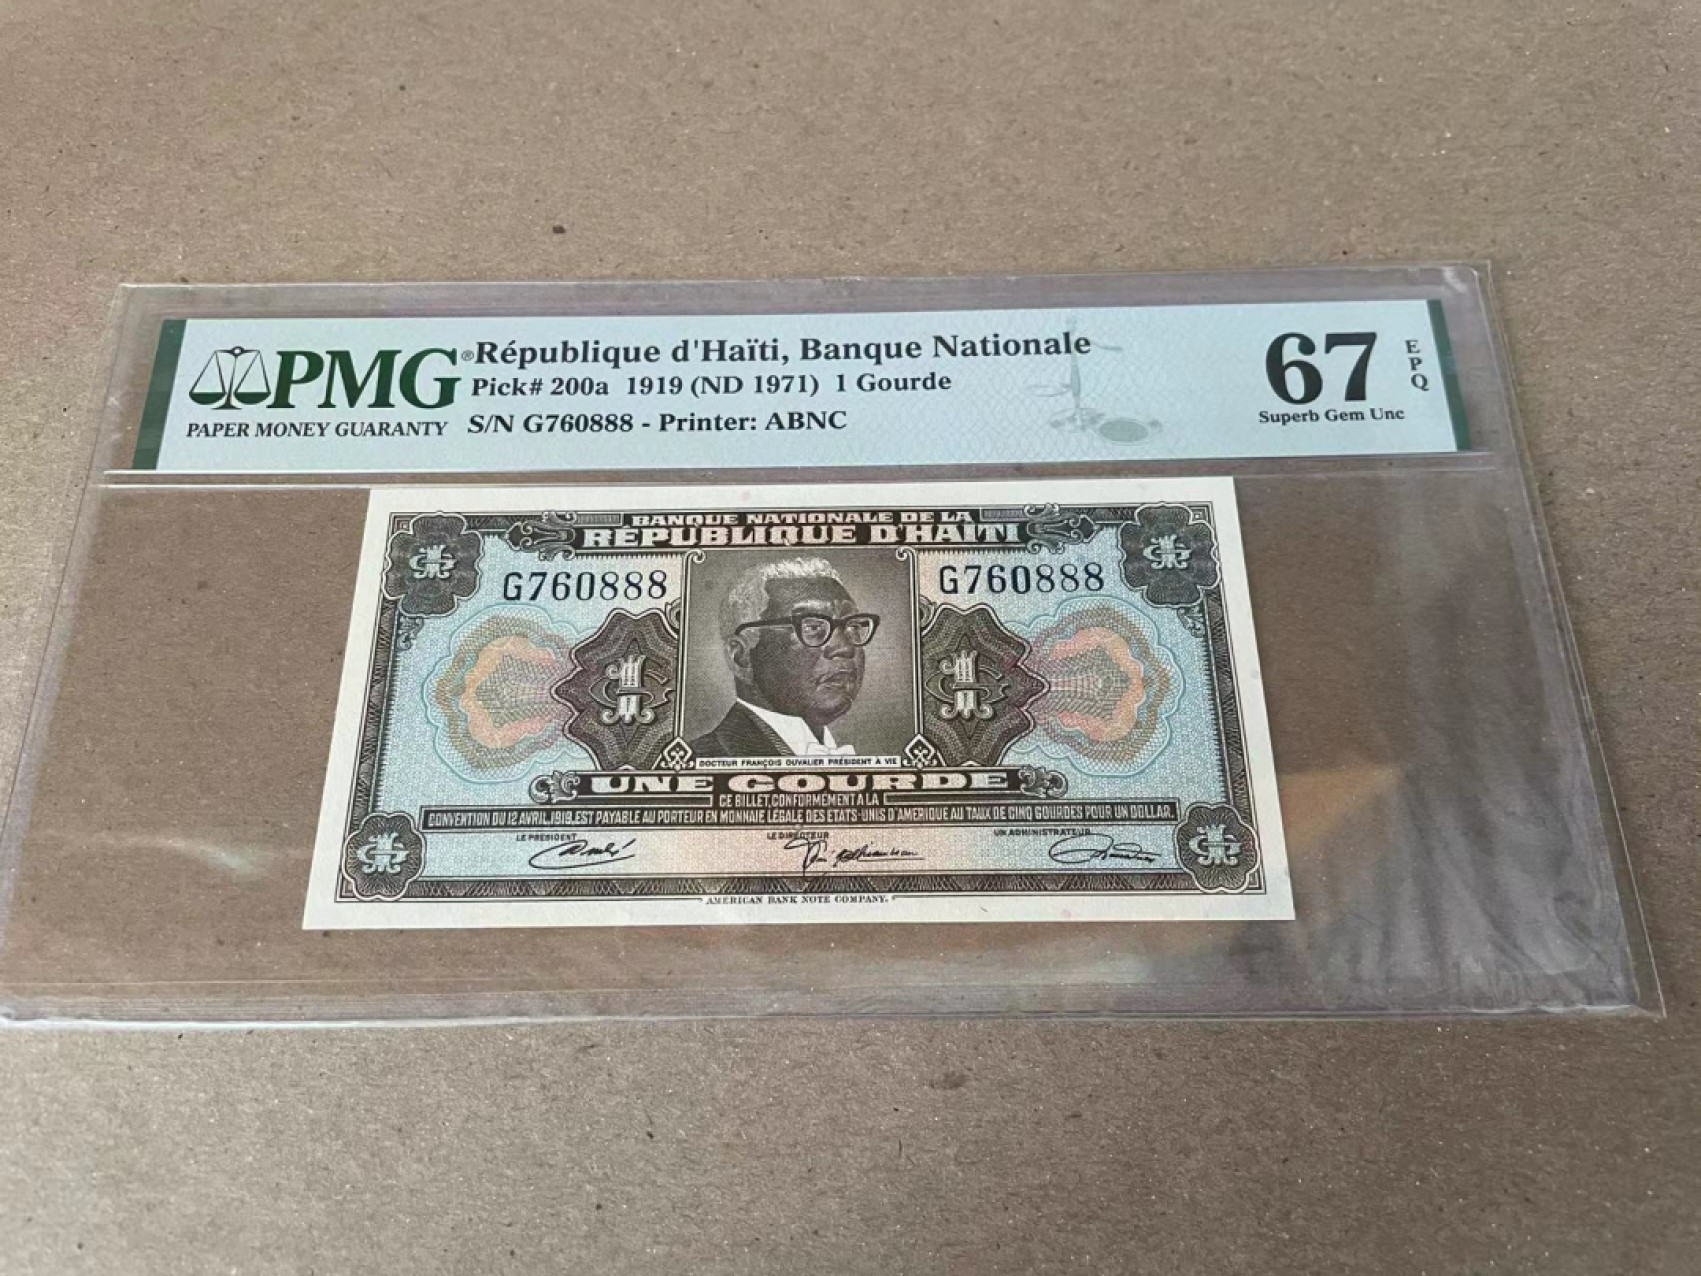 PMG®
PAPER MONEY GUARANTY
République d'Haïti, Banque Nationale
Pick# 200a 1919 (ND 1971) 1 Gourde
S/N G760888 - Printer: ABNC
67
EPQ
Superb Gem Unc
BANQUE NATIONALE DE LA
RÉPUBLIQUE D'HAÏTI
G760888 G760888
1G 1G
DOCTEUR FRANÇOIS DUVALIER PRÉSIDENT À VIE
UNE GOURDE
CE BILLET, CONFORMÉMENT A LA
CONVENTION DU 12 AVRIL, 1919, EST PAYABLE AU PORTEUR EN MONNAIE LÉGALE DES ÉTATS-UNIS D'AMÉRIQUE AU TAUX DE CINQ GOURDES POUR UN DOLLAR.
LE PRÉSIDENT LE DIRECTEUR UN ADMINISTRATEUR
AMERICAN BANK NOTE COMPANY.